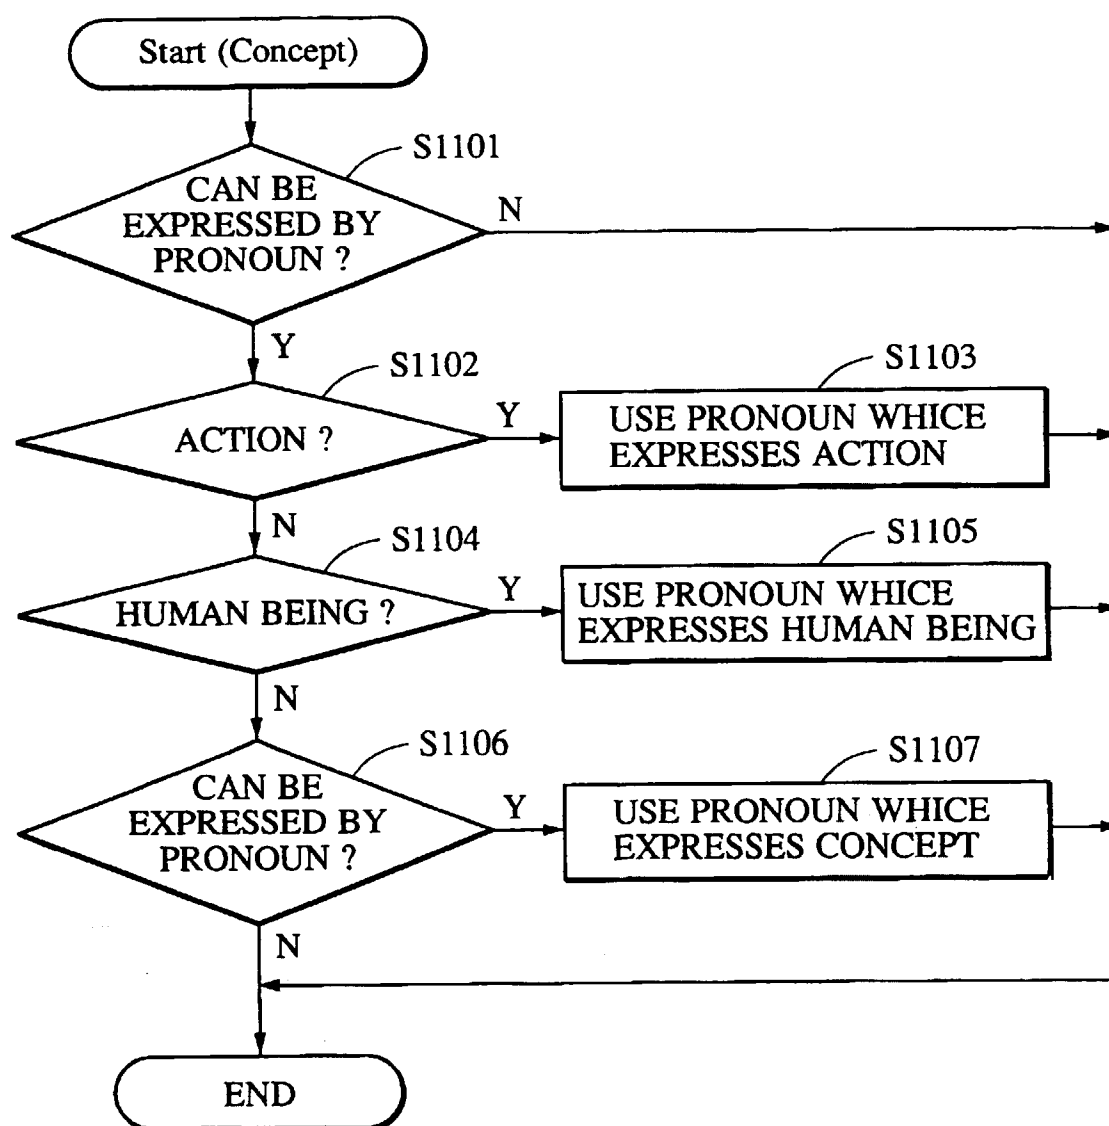 Start (Concept)
S1101
CAN BE
EXPRESSED BY
PRONOUN ?
N
Y
S1102
ACTION ?
Y
S1103
USE PRONOUN WHICE
EXPRESSES ACTION
N
S1104
HUMAN BEING ?
Y
S1105
USE PRONOUN WHICE
EXPRESSES HUMAN BEING
N
S1106
CAN BE
EXPRESSED BY
PRONOUN ?
Y
S1107
USE PRONOUN WHICE
EXPRESSES CONCEPT
N
END